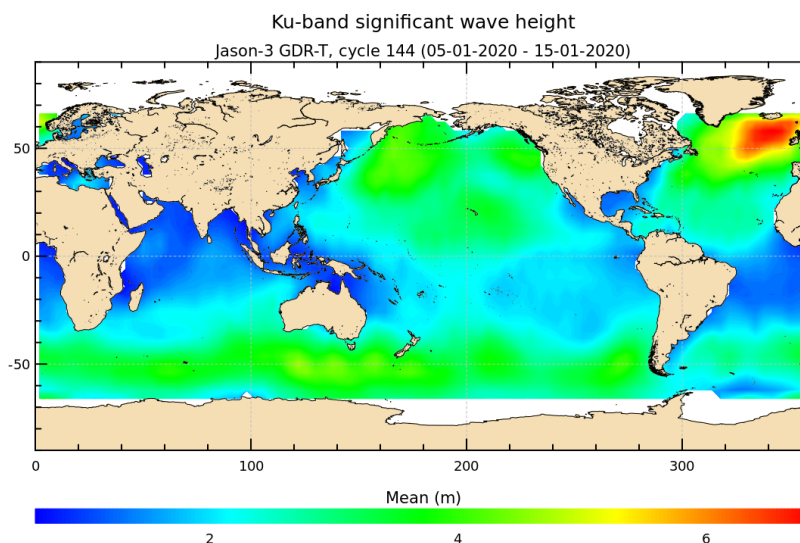 Ku-band significant wave height
Jason-3 GDR-T, cycle 144 (05-01-2020 - 15-01-2020)
50
0
-50
0 100 200 300
Mean (m)
2 4 6